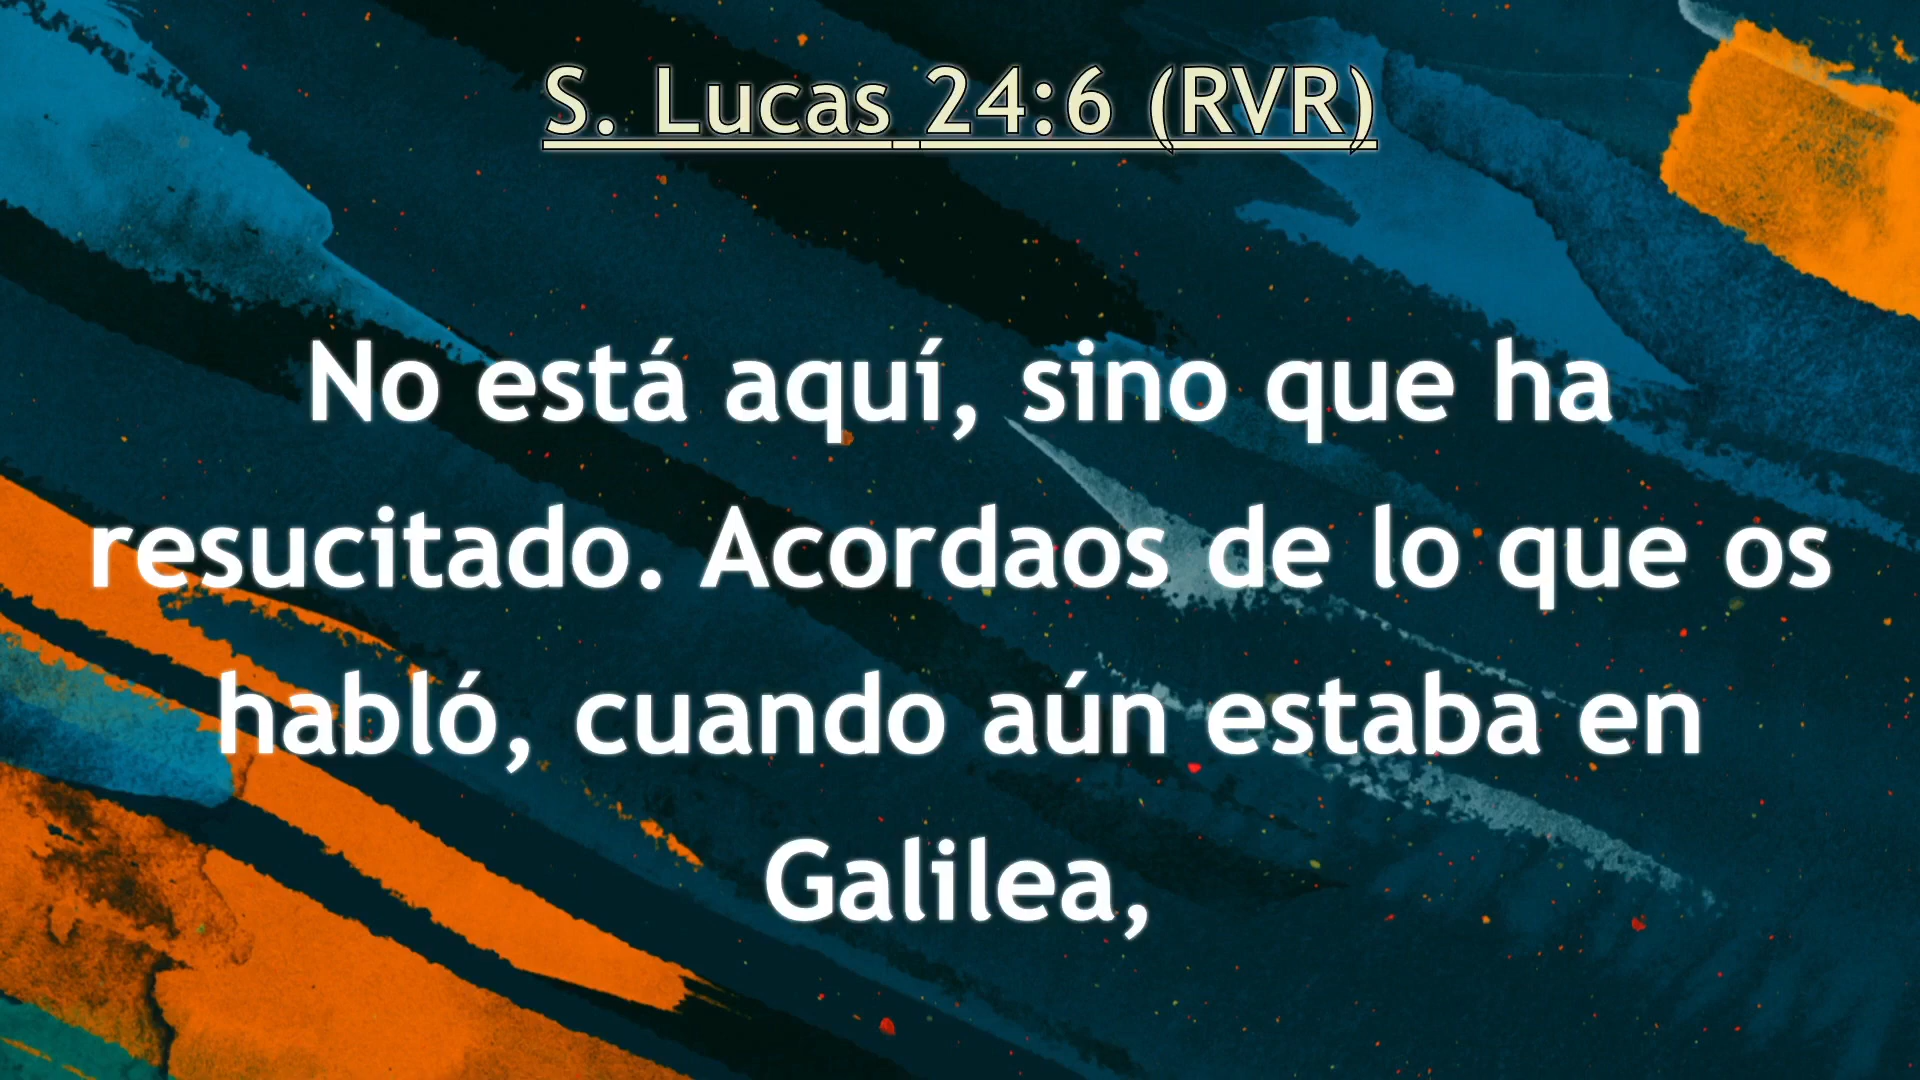 S. Lucas 24:6 (RVR)
No está aquí, sino que ha
resucitado. Acordaos de lo que os
habló, cuando aún estaba en
Galilea,